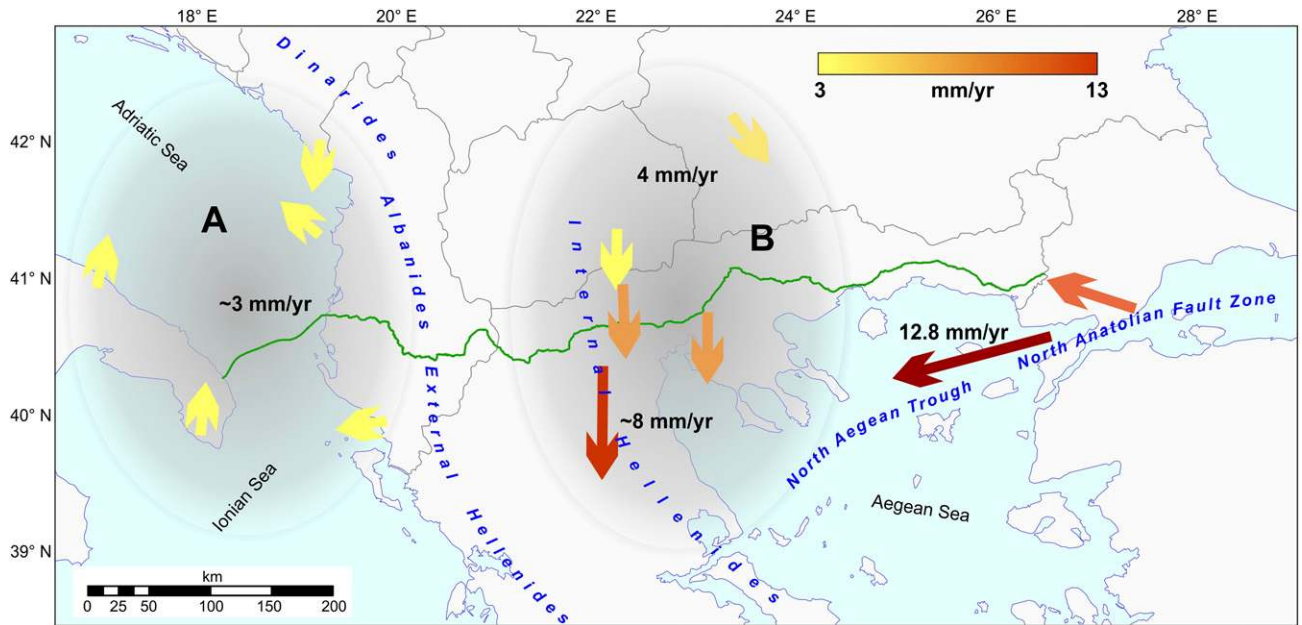 18° E 20° E 22° E 24° E 26° E 28° E
42° N
41° N
40° N
39° N
3 mm/yr 13
Dinarides Albanides External Hellenides
Adriatic Sea
A
~3 mm/yr
4 mm/yr
B
Internal Hellenides
~8 mm/yr
12.8 mm/yr
North Aegean Trough North Anatolian Fault Zone
Ionian Sea
Aegean Sea
km
0 25 50 100 150 200